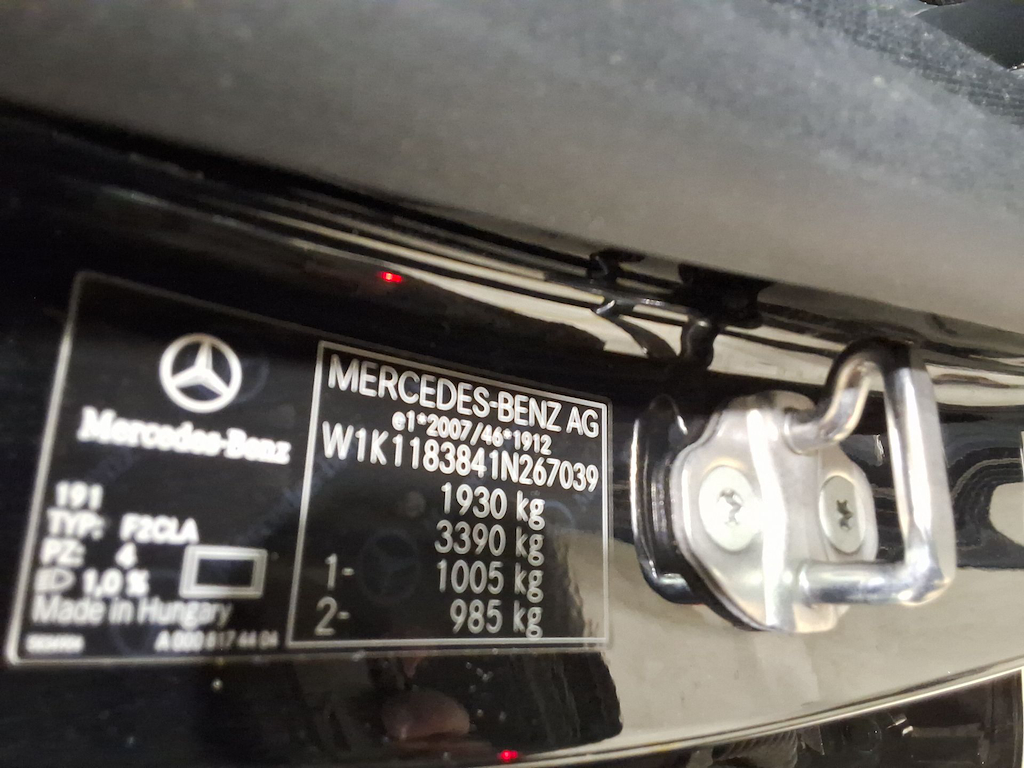 Mercedes-Benz
191
TYP: F2CLA
PZ: 4
1,0 %
Made in Hungary
A 000 817 44 04
MERCEDES-BENZ AG
e1*2007/46*1912
W1K1183841N267039
1930 kg
3390 kg
1- 1005 kg
2- 985 kg